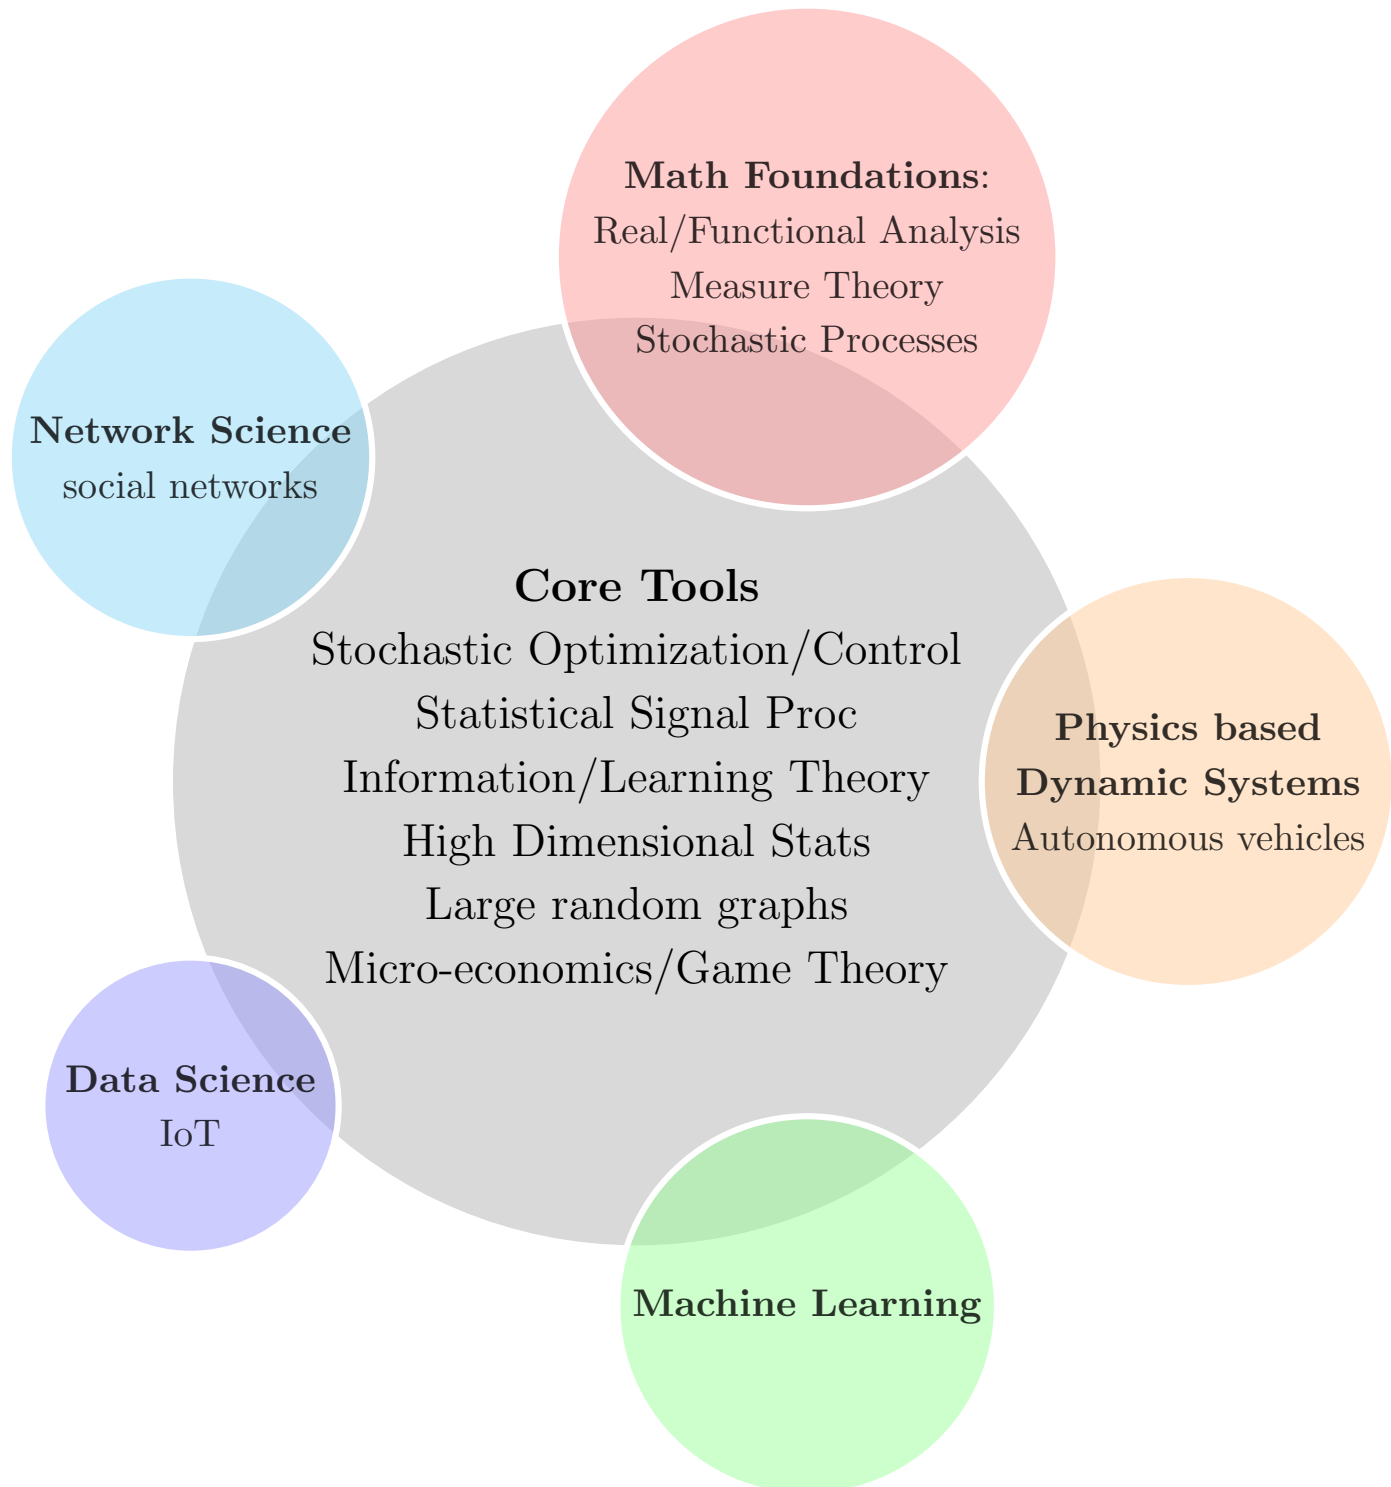 Math Foundations:
Real/Functional Analysis
Measure Theory
Stochastic Processes
Network Science
social networks
Core Tools
Stochastic Optimization/Control
Statistical Signal Proc
Information/Learning Theory
High Dimensional Stats
Large random graphs
Micro-economics/Game Theory
Physics based
Dynamic Systems
Autonomous vehicles
Data Science
IoT
Machine Learning